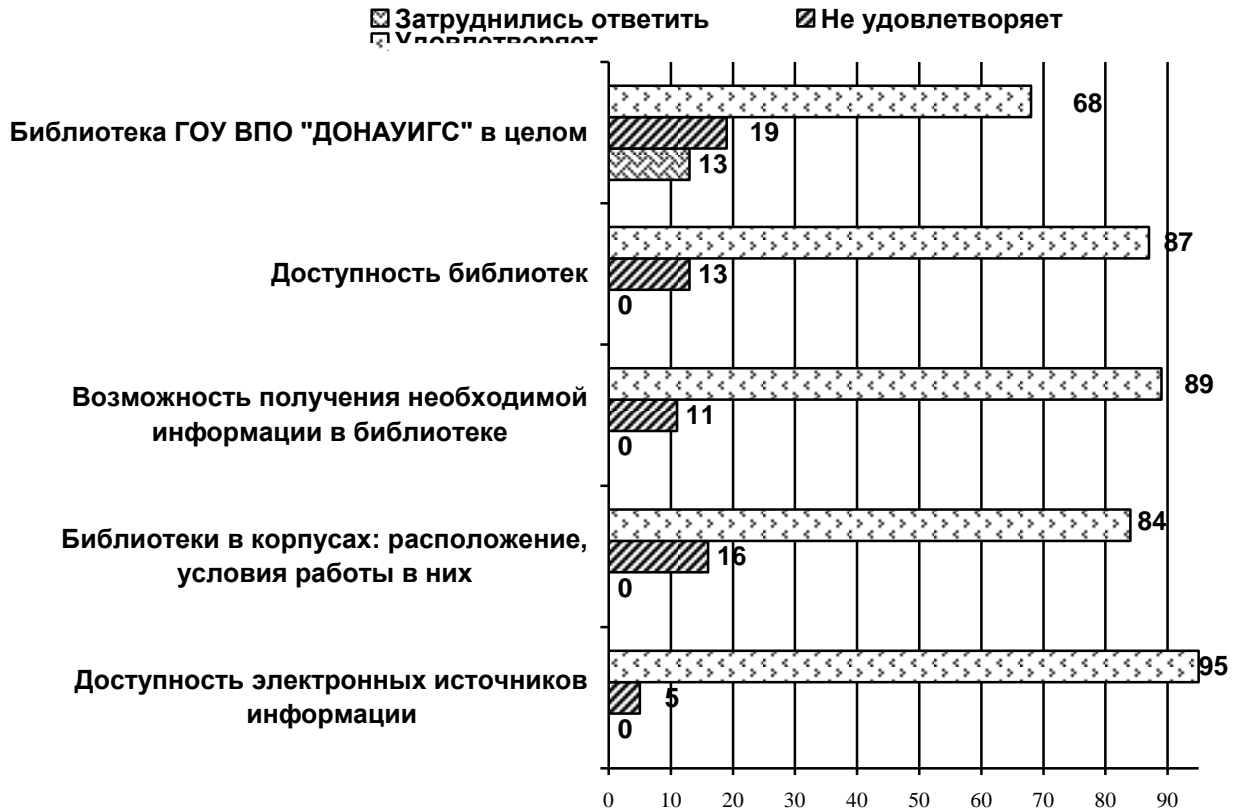 Затруднились ответить Не удовлетворяет
Удовлетворяет
Библиотека ГОУ ВПО "ДОНАУИГС" в целом
68
19
13
Доступность библиотек
87
13
0
Возможность получения необходимой
информации в библиотеке
89
11
0
Библиотеки в корпусах: расположение,
условия работы в них
84
16
0
Доступность электронных источников
информации
95
5
0
0 10 20 30 40 50 60 70 80 90